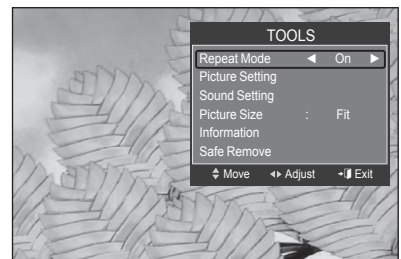 TOOLS
Repeat Mode ◀ On ▶
Picture Setting
Sound Setting
Picture Size : Fit
Information
Safe Remove
Move Adjust Exit